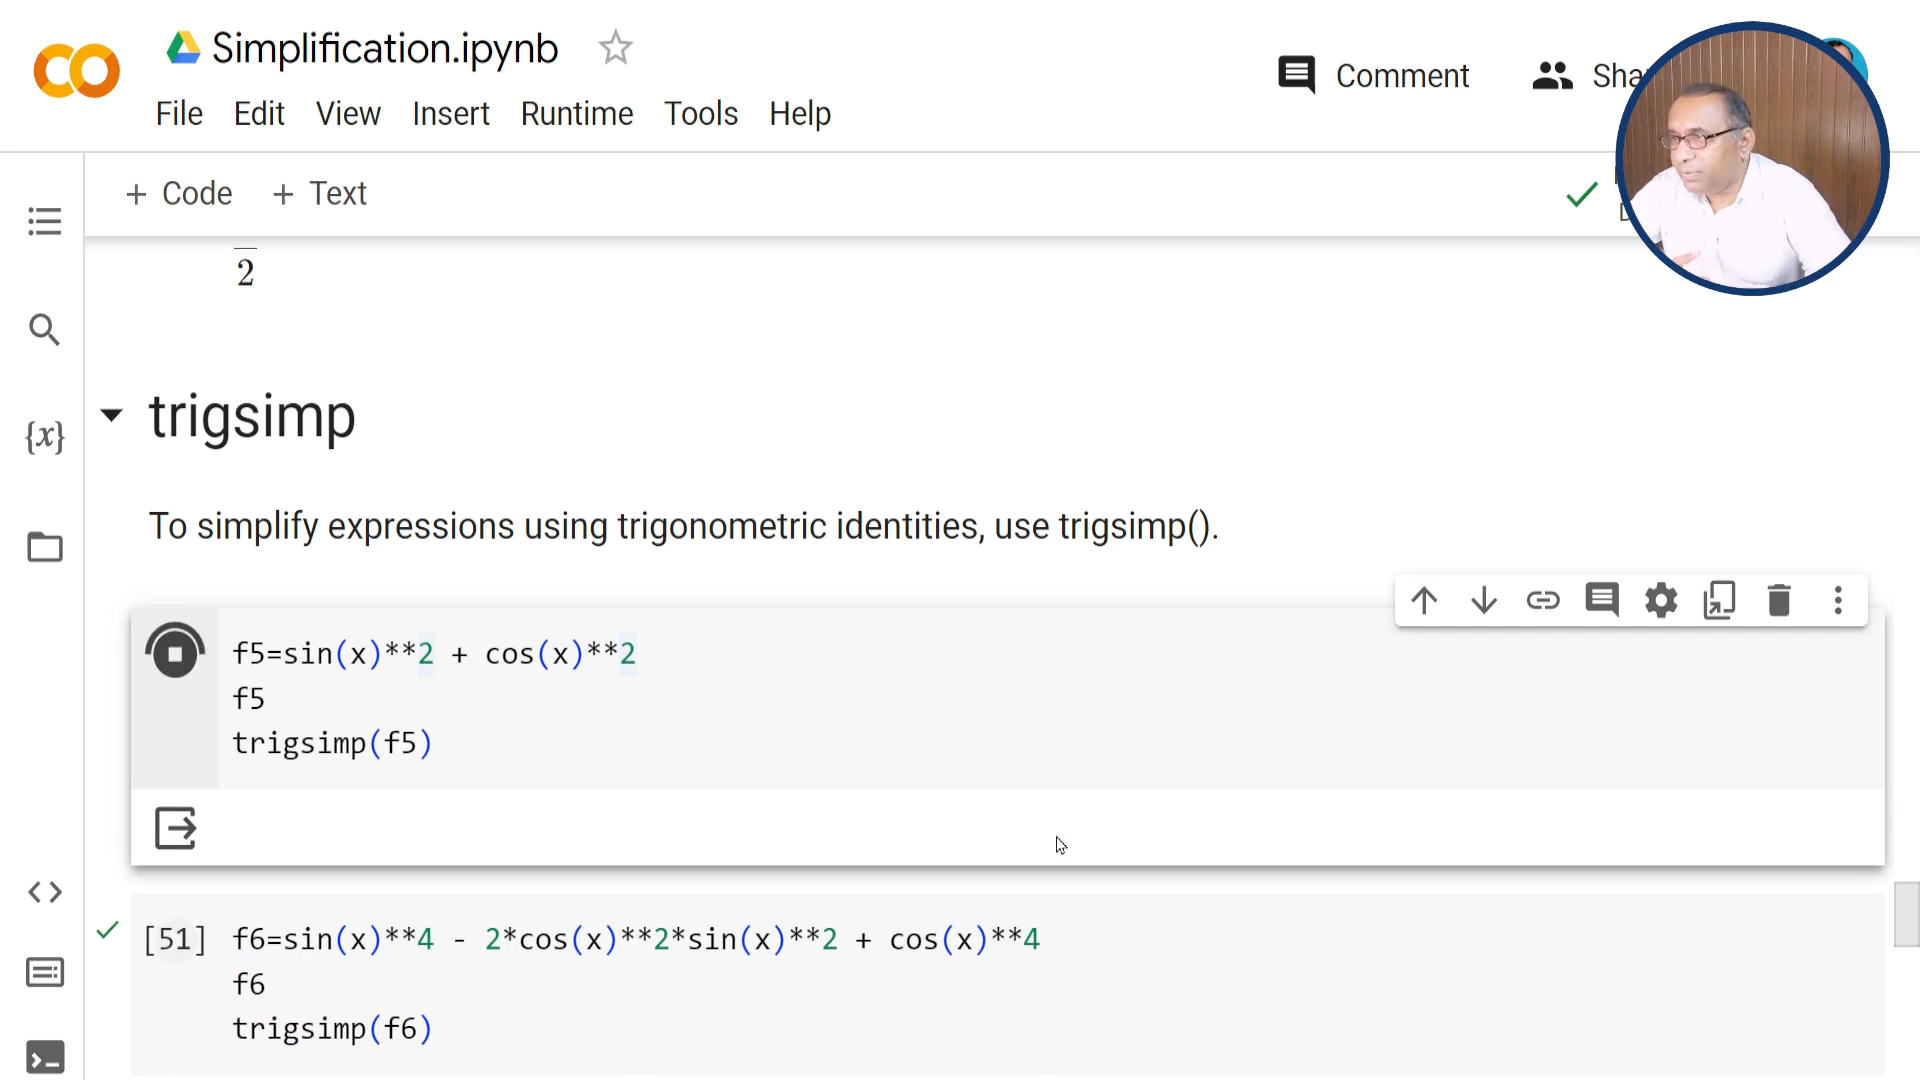 Simplification.ipynb
Comment
File Edit View Insert Runtime Tools Help
+ Code + Text
2
{x}
trigsimp
To simplify expressions using trigonometric identities, use trigsimp().
f5=sin(x)**2 + cos(x)**2
f5
trigsimp(f5)
[51] f6=sin(x)**4 - 2*cos(x)**2*sin(x)**2 + cos(x)**4
f6
trigsimp(f6)